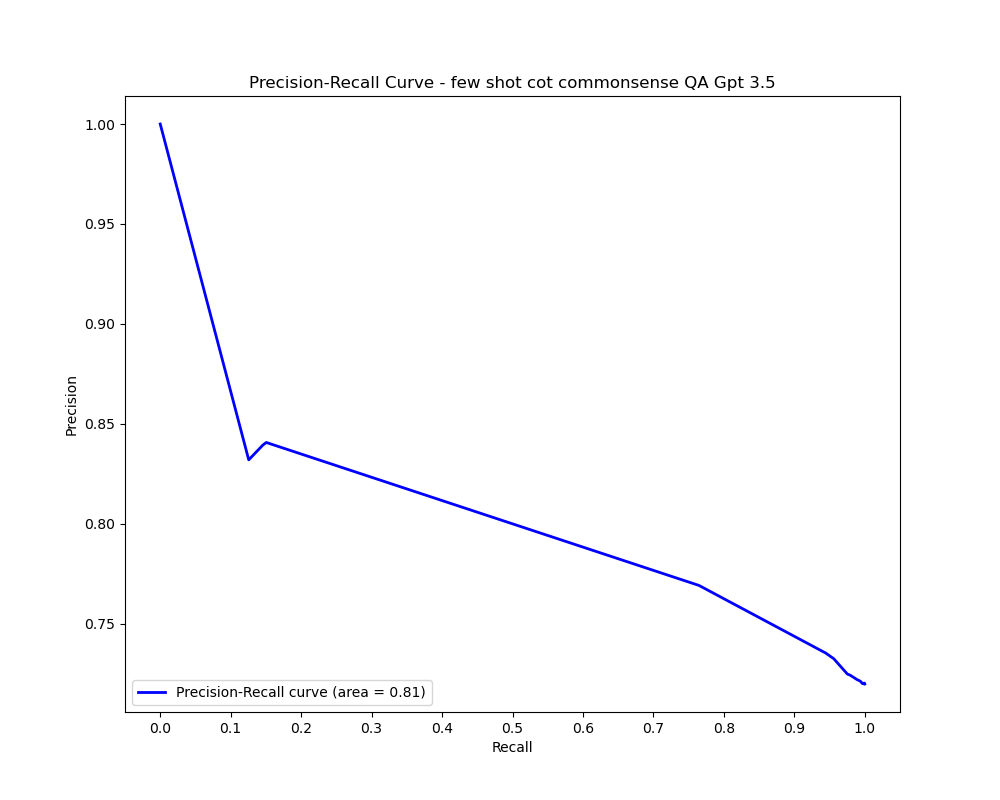 Precision-Recall Curve - few shot cot commonsense QA Gpt 3.5
1.00
0.95
0.90
0.85
0.80
0.75
Precision
Precision-Recall curve (area = 0.81)
0.0 0.1 0.2 0.3 0.4 0.5 0.6 0.7 0.8 0.9 1.0
Recall